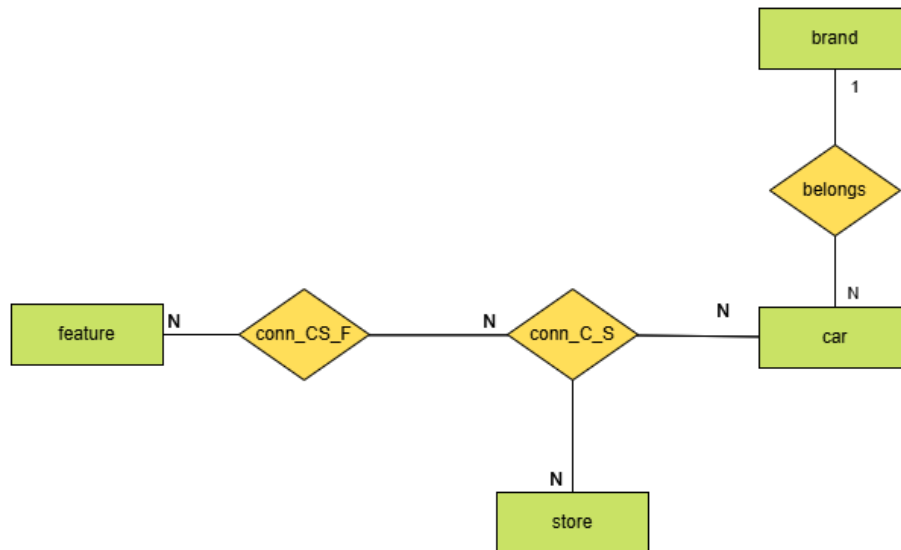 brand
1
belongs
N
feature
N
conn_CS_F
N
conn_C_S
N
car
N
store